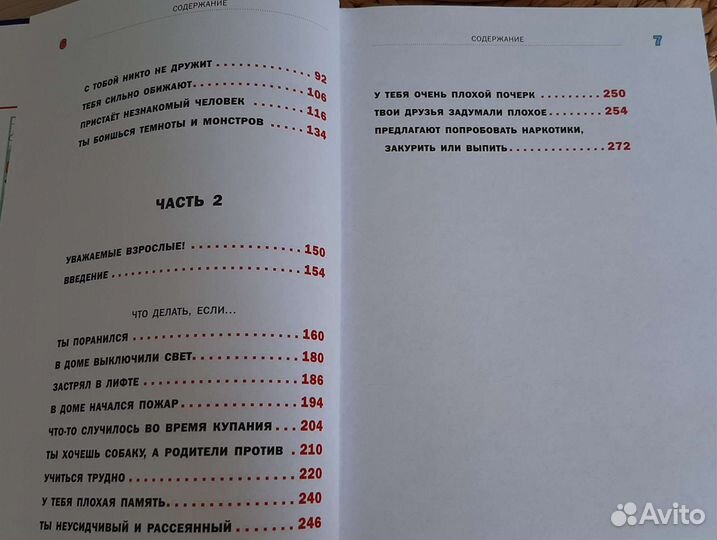 СОДЕРЖАНИЕ
С ТОБОЙ НИКТО НЕ ДРУЖИТ 92
ТЕБЯ СИЛЬНО ОБИЖАЮТ 106
ПРИСТАЁТ НЕЗНАКОМЫЙ ЧЕЛОВЕК 116
ТЫ БОИШЬСЯ ТЕМНОТЫ И МОНСТРОВ 134
ЧАСТЬ 2
УВАЖАЕМЫЕ ВЗРОСЛЫЕ! 150
ВВЕДЕНИЕ 154
ЧТО ДЕЛАТЬ, ЕСЛИ...
ТЫ ПОРАНИЛСЯ 160
В ДОМЕ ВЫКЛЮЧИЛИ СВЕТ 180
ЗАСТРЯЛ В ЛИФТЕ 186
В ДОМЕ НАЧАЛСЯ ПОЖАР 194
ЧТО-ТО СЛУЧИЛОСЬ ВО ВРЕМЯ КУПАНИЯ 204
ТЫ ХОЧЕШЬ СОБАКУ, А РОДИТЕЛИ ПРОТИВ 210
УЧИТЬСЯ ТРУДНО 220
У ТЕБЯ ПЛОХАЯ ПАМЯТЬ 240
ТЫ НЕУСИДЧИВЫЙ И РАССЕЯННЫЙ 246
СОДЕРЖАНИЕ 7
У ТЕБЯ ОЧЕНЬ ПЛОХОЙ ПОЧЕРК 250
ТВОИ ДРУЗЬЯ ЗАДУМАЛИ ПЛОХОЕ 254
ПРЕДЛАГАЮТ ПОПРОБОВАТЬ НАРКОТИКИ,
ЗАКУРИТЬ ИЛИ ВЫПИТЬ 272
Avito